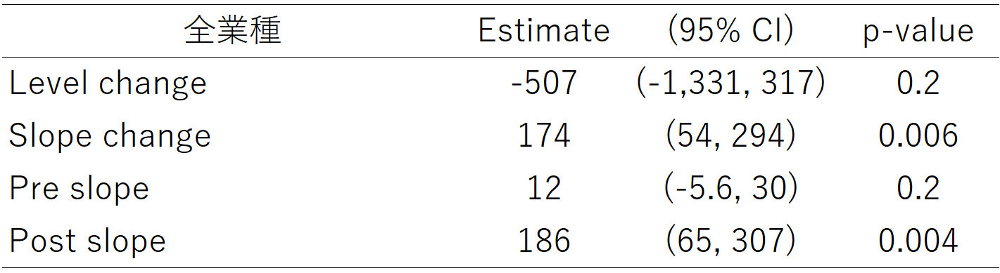 全業種 Estimate (95% CI) p-value
Level change -507 (-1,331, 317) 0.2
Slope change 174 (54, 294) 0.006
Pre slope 12 (-5.6, 30) 0.2
Post slope 186 (65, 307) 0.004